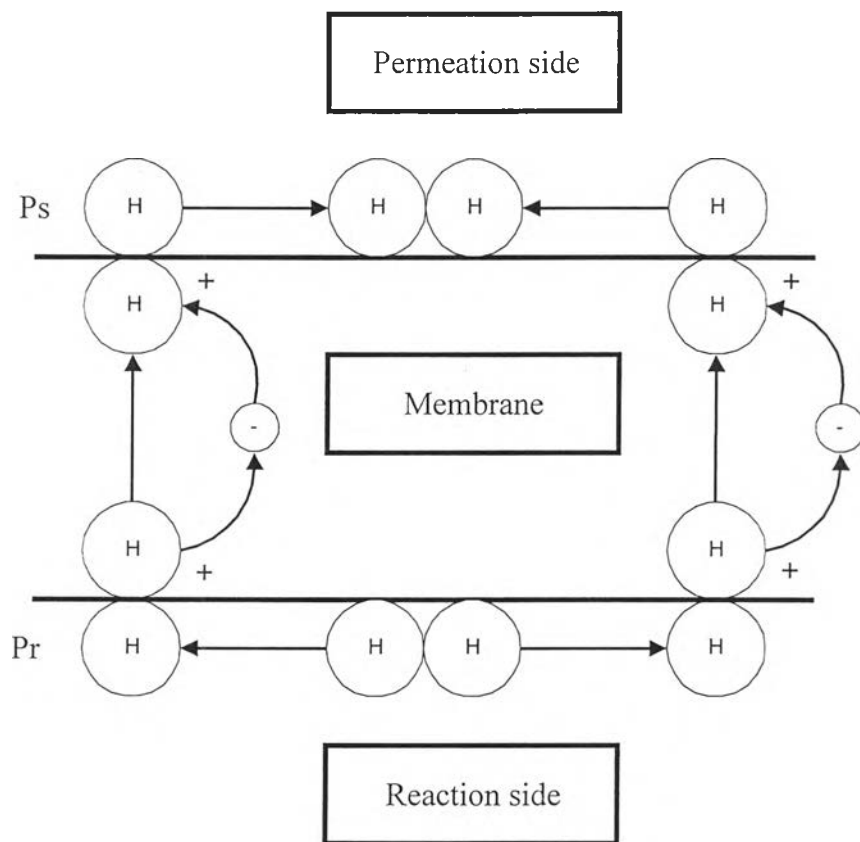 Permeation side
Ps
H
H
H
H
H
+
H
+
Membrane
-
-
H
+
H
+
Pr
H
H
H
H
Reaction side